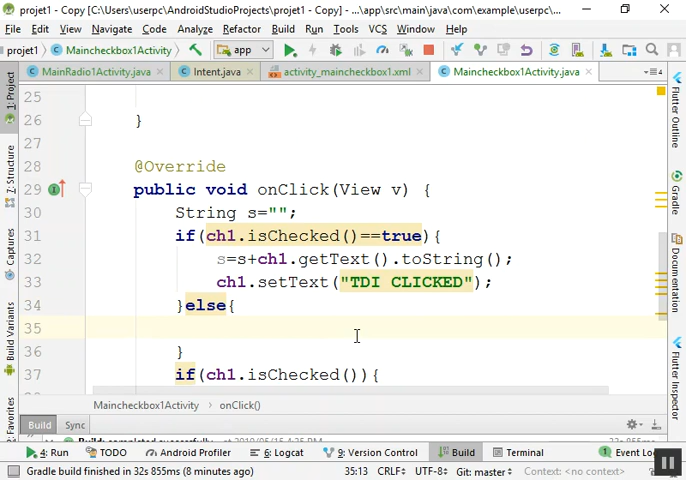 projet1 - Copy [C:\Users\userpc\AndroidStudioProjects\projet1 - Copy] - ...\app\src\main\java\com\example\userpc\...
File Edit View Navigate Code Analyze Refactor Build Run Tools VCS Window Help
projet1 Maincheckbox1Activity app
MainRadio1Activity.java Intent.java activity_maincheckbox1.xml Maincheckbox1Activity.java 4
25
26 }
27
28 @Override
29 public void onClick(View v) {
30 String s="";
31 if(ch1.isChecked()==true){
32 s=s+ch1.getText().toString();
33 ch1.setText("TDI CLICKED");
34 }else{
35
36 }
37 if(ch1.isChecked()){
Maincheckbox1Activity > onClick()
Build Sync
Gradle build finished in 32s 855ms (8 minutes ago) 35:13 CRLF÷ UTF-8÷ Git: master÷ Context: <no context>
4: Run TODO Android Profiler 6: Logcat 9: Version Control Build Terminal 1 Event Lo
1: Project
7: Structure
Captures
Build Variants
Favorites
Flutter Outline
Gradle
Documentation
Flutter Inspector